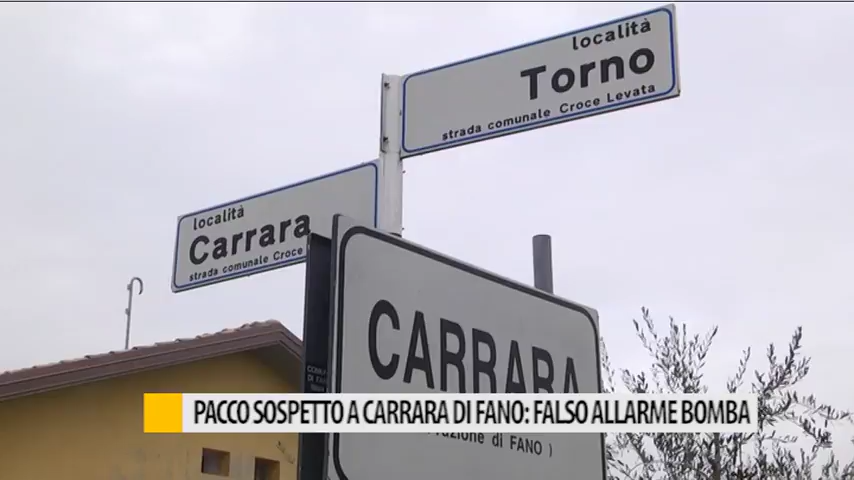 località
Torno
strada comunale Croce Levata
località
Carrara
strada comunale Croce
CARRARA
PACCO SOSPETTO A CARRARA DI FANO: FALSO ALLARME BOMBA
di FANO )